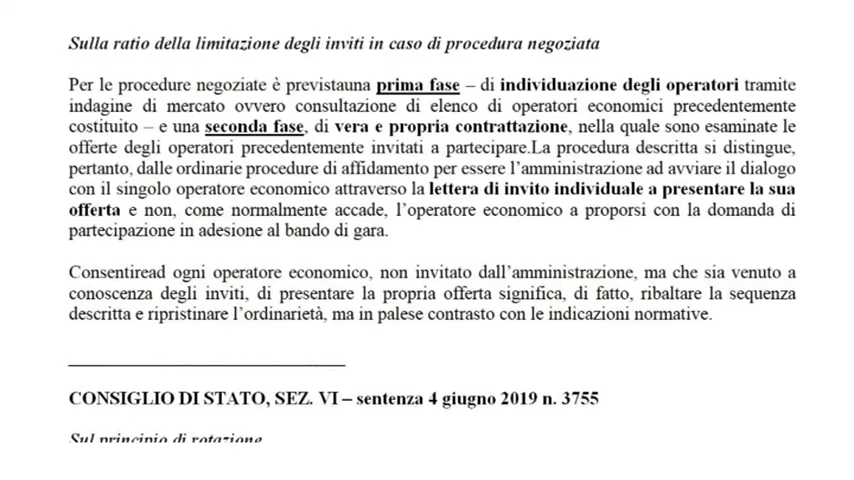 Sulla ratio della limitazione degli inviti in caso di procedura negoziata
Per le procedure negoziate è previstauna prima fase – di individuazione degli operatori tramite
indagine di mercato ovvero consultazione di elenco di operatori economici precedentemente
costituito – e una seconda fase, di vera e propria contrattazione, nella quale sono esaminate le
offerte degli operatori precedentemente invitati a partecipare.La procedura descritta si distingue,
pertanto, dalle ordinarie procedure di affidamento per essere l’amministrazione ad avviare il dialogo
con il singolo operatore economico attraverso la lettera di invito individuale a presentare la sua
offerta e non, come normalmente accade, l’operatore economico a proporsi con la domanda di
partecipazione in adesione al bando di gara.
Consentiread ogni operatore economico, non invitato dall’amministrazione, ma che sia venuto a
conoscenza degli inviti, di presentare la propria offerta significa, di fatto, ribaltare la sequenza
descritta e ripristinare l’ordinarietà, ma in palese contrasto con le indicazioni normative.
CONSIGLIO DI STATO, SEZ. VI – sentenza 4 giugno 2019 n. 3755
Sul principio di rotazione